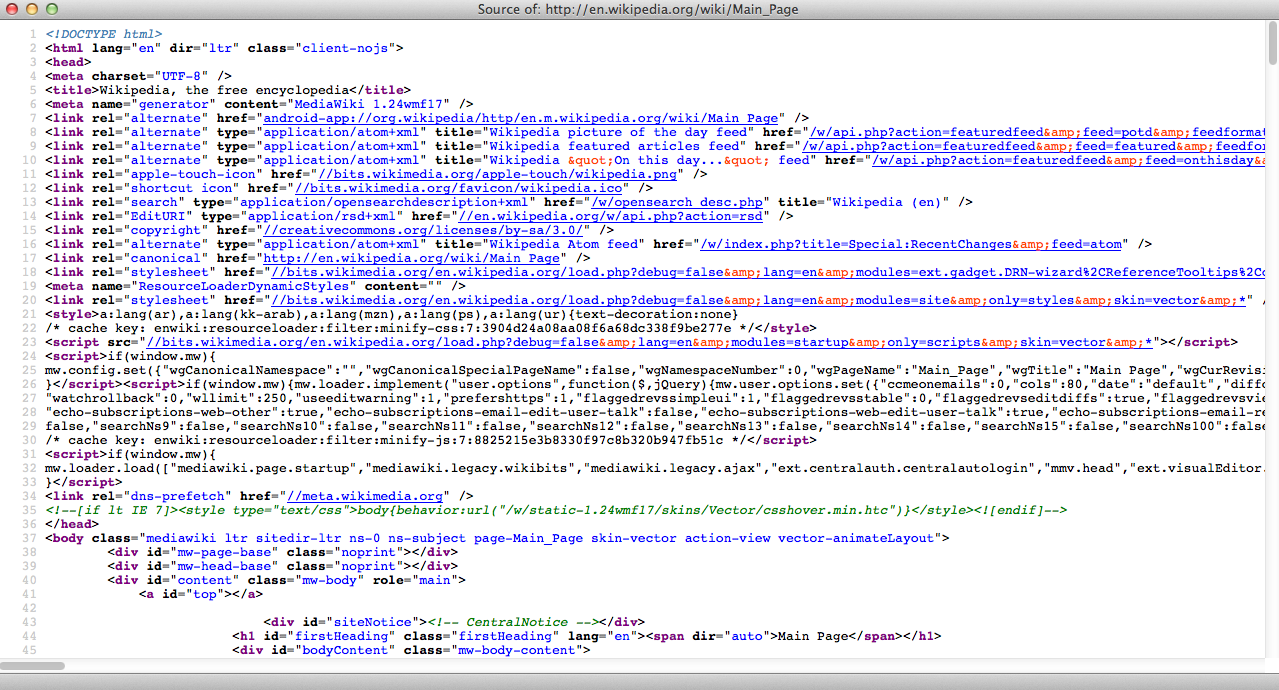 Source of: http://en.wikipedia.org/wiki/Main_Page
1 <!DOCTYPE html>
2 <html lang="en" dir="ltr" class="client-nojs">
3 <head>
4 <meta charset="UTF-8" />
5 <title>Wikipedia, the free encyclopedia</title>
6 <meta name="generator" content="MediaWiki 1.24wmf17" />
7 <link rel="alternate" href="android-app://org.wikipedia/http/en.m.wikipedia.org/wiki/Main_Page" />
8 <link rel="alternate" type="application/atom+xml" title="Wikipedia picture of the day feed" href="/w/api.php?action=featuredfeed&amp;feed=potd&amp;feedformat
9 <link rel="alternate" type="application/atom+xml" title="Wikipedia featured articles feed" href="/w/api.php?action=featuredfeed&amp;feed=featured&amp;feedfor
10 <link rel="alternate" type="application/atom+xml" title="Wikipedia &quot;On this day...&quot; feed" href="/w/api.php?action=featuredfeed&amp;feed=onthisday&a
11 <link rel="apple-touch-icon" href="//bits.wikimedia.org/apple-touch/wikipedia.png" />
12 <link rel="shortcut icon" href="//bits.wikimedia.org/favicon/wikipedia.ico" />
13 <link rel="search" type="application/opensearchdescription+xml" href="/w/opensearch_desc.php" title="Wikipedia (en)" />
14 <link rel="EditURI" type="application/rsd+xml" href="//en.wikipedia.org/w/api.php?action=rsd" />
15 <link rel="copyright" href="//creativecommons.org/licenses/by-sa/3.0/" />
16 <link rel="alternate" type="application/atom+xml" title="Wikipedia Atom feed" href="/w/index.php?title=Special:RecentChanges&amp;feed=atom" />
17 <link rel="canonical" href="http://en.wikipedia.org/wiki/Main_Page" />
18 <link rel="stylesheet" href="//bits.wikimedia.org/en.wikipedia.org/load.php?debug=false&amp;lang=en&amp;modules=ext.gadget.DRN-wizard%2CReferenceTooltips%2Cc
19 <meta name="ResourceLoaderDynamicStyles" content="" />
20 <link rel="stylesheet" href="//bits.wikimedia.org/en.wikipedia.org/load.php?debug=false&amp;lang=en&amp;modules=site&amp;only=styles&amp;skin=vector&amp;*" /
21 <style>a:lang(ar),a:lang(kk-arab),a:lang(mzn),a:lang(ps),a:lang(ur){text-decoration:none}
22 /* cache key: enwiki:resourceloader:filter:minify-css:7:3904d24a08aa08f6a68dc338f9be277e */</style>
23 <script src="//bits.wikimedia.org/en.wikipedia.org/load.php?debug=false&amp;lang=en&amp;modules=startup&amp;only=scripts&amp;skin=vector&amp;*"></script>
24 <script>if(window.mw){
25 mw.config.set({"wgCanonicalNamespace":"","wgCanonicalSpecialPageName":false,"wgNamespaceNumber":0,"wgPageName":"Main_Page","wgTitle":"Main Page","wgCurRevisi
26 }</script><script>if(window.mw){mw.loader.implement("user.options",function($,jQuery){mw.user.options.set({"ccmeonemails":0,"cols":80,"date":"default","diffc
27 "watchrollback":0,"wllimit":250,"useeditwarning":1,"prefershttps":1,"flaggedrevssimpleui":1,"flaggedrevsstable":0,"flaggedrevseditdiffs":true,"flaggedrevsvie
28 "echo-subscriptions-web-other":true,"echo-subscriptions-email-edit-user-talk":false,"echo-subscriptions-web-edit-user-talk":true,"echo-subscriptions-email-re
29 false,"searchNs9":false,"searchNs10":false,"searchNs11":false,"searchNs12":false,"searchNs13":false,"searchNs14":false,"searchNs15":false,"searchNs100":false
30 /* cache key: enwiki:resourceloader:filter:minify-js:7:8825215e3b8330f97c8b320b947fb51c */</script>
31 <script>if(window.mw){
32 mw.loader.load(["mediawiki.page.startup","mediawiki.legacy.wikibits","mediawiki.legacy.ajax","ext.centralauth.centralautologin","mmv.head","ext.visualEditor.
33 }</script>
34 <link rel="dns-prefetch" href="//meta.wikimedia.org" />
35 <!--[if lt IE 7]><style type="text/css">body{behavior:url("/w/static-1.24wmf17/skins/Vector/csshover.min.htc")}</style><![endif]-->
36 </head>
37 <body class="mediawiki ltr sitedir-ltr ns-0 ns-subject page-Main_Page skin-vector action-view vector-animateLayout">
38 <div id="mw-page-base" class="noprint"></div>
39 <div id="mw-head-base" class="noprint"></div>
40 <div id="content" class="mw-body" role="main">
41 <a id="top"></a>
42
43 <div id="siteNotice"><!-- CentralNotice --></div>
44 <h1 id="firstHeading" class="firstHeading" lang="en"><span dir="auto">Main Page</span></h1>
45 <div id="bodyContent" class="mw-body-content">